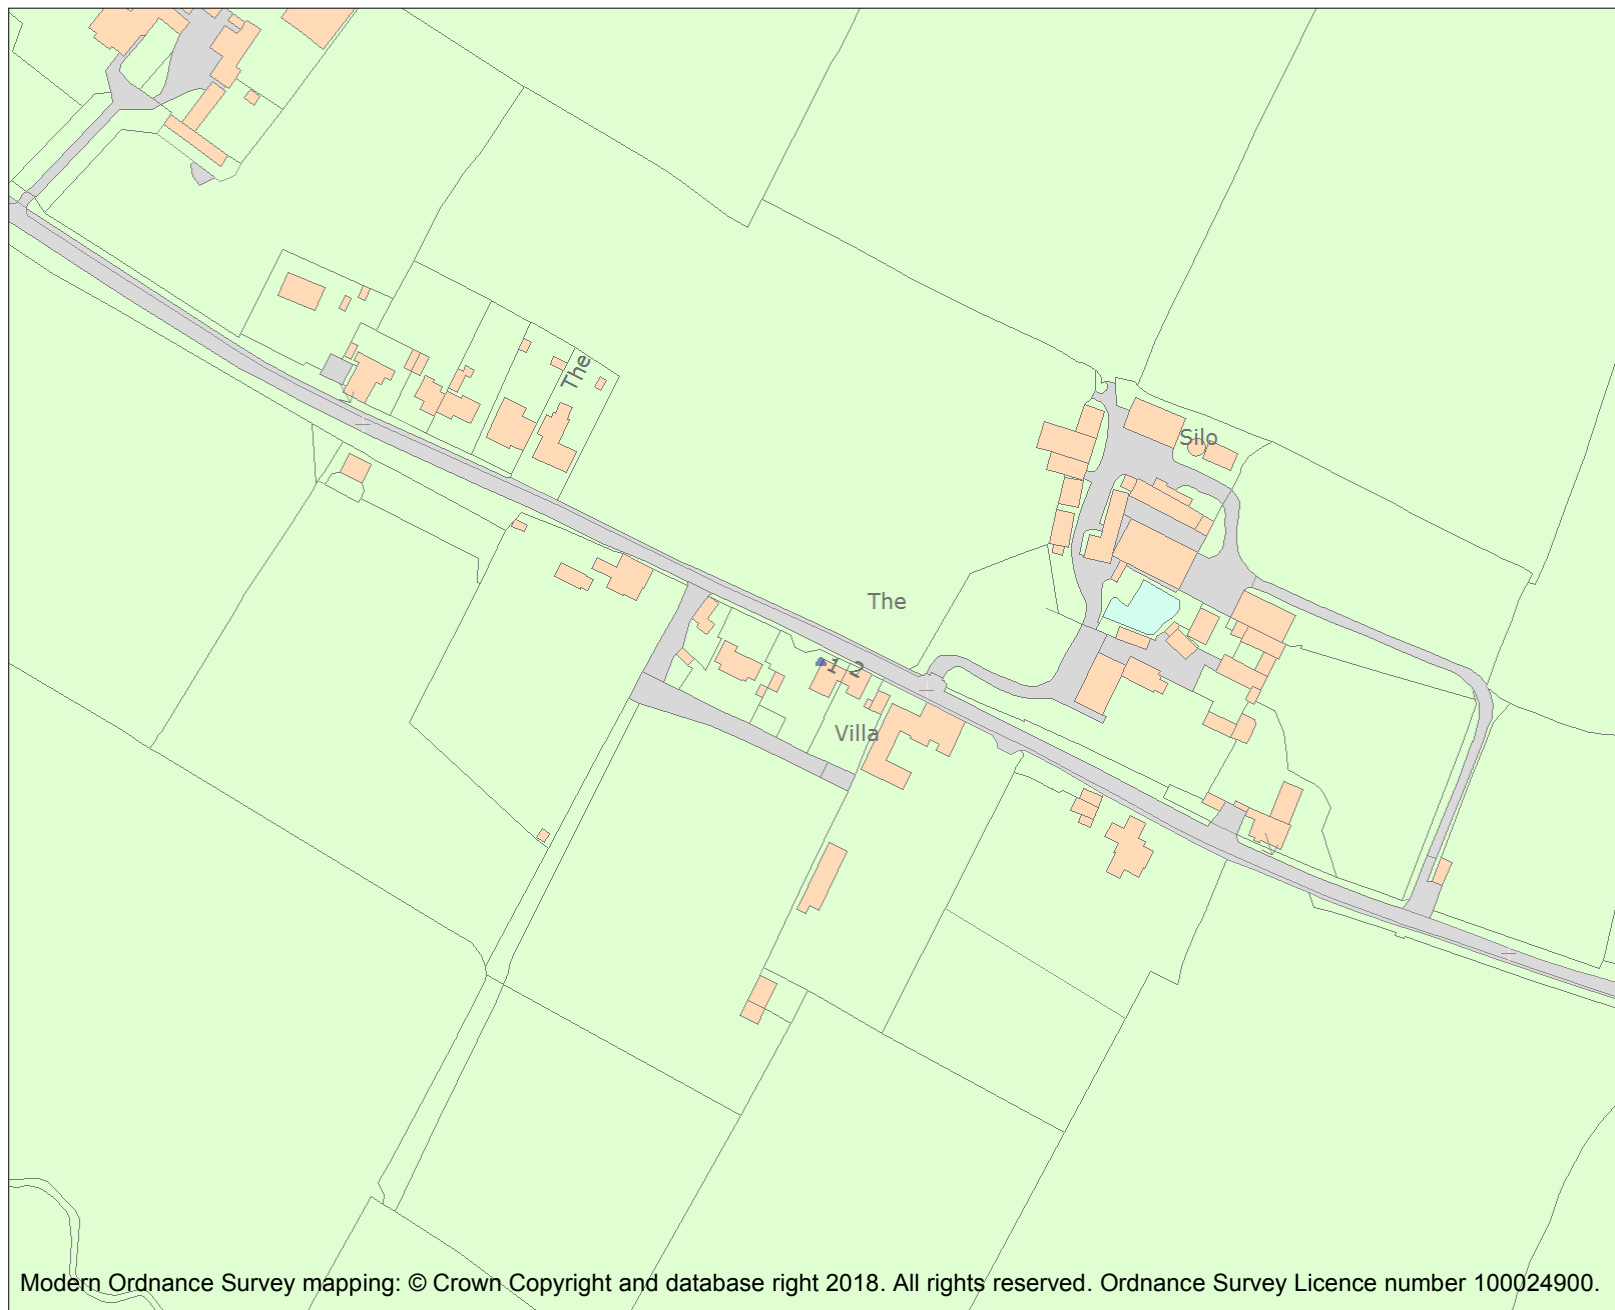 The
Silo
The
1 2
Villa
Modern Ordnance Survey mapping: © Crown Copyright and database right 2018. All rights reserved. Ordnance Survey Licence number 100024900.